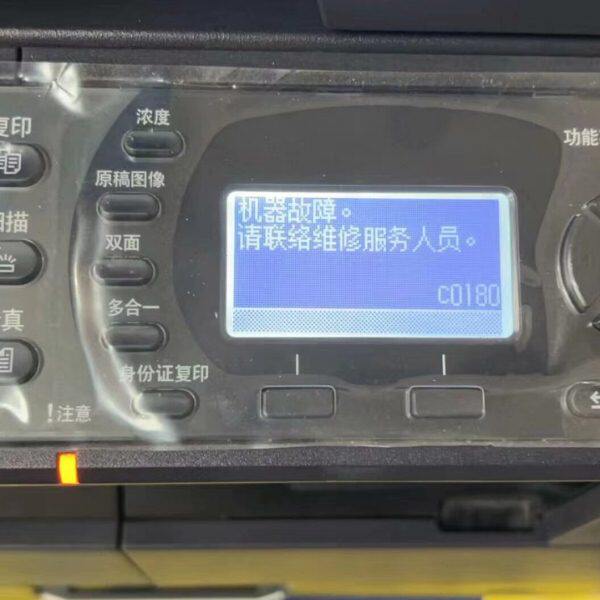 浓度
复印
功能
原稿图像
机器故障。
请联络维修服务人员。
扫描
双面
C0180
多合一
真
身份证复印
!注意